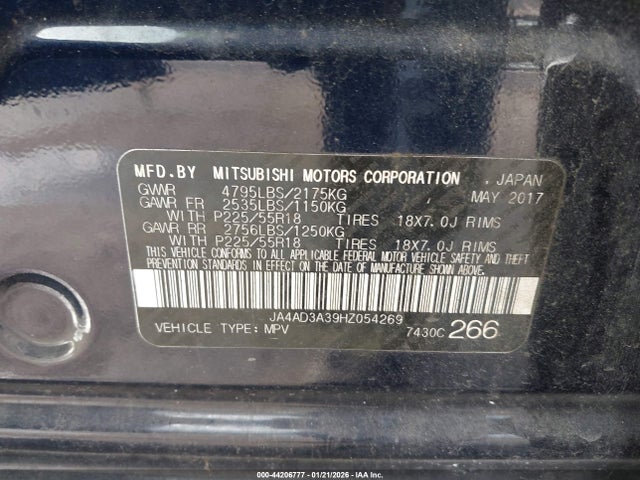 MFD.BY MITSUBISHI MOTORS CORPORATION , JAPAN
GVWR 4795LBS/2175KG , MAY 2017
GAWR FR 2535LBS/1150KG
WITH P225/55R18 TIRES 18X7.0J RIMS
GAWR RR 2756LBS/1250KG
WITH P225/55R18 TIRES 18X7.0J RIMS
THIS VEHICLE CONFORMS TO ALL APPLICABLE FEDERAL MOTOR VEHICLE SAFETY AND THEFT
PREVENTION STANDARDS IN EFFECT ON THE DATE OF MANUFACTURE SHOWN ABOVE.
JA4AD3A39HZ054269
VEHICLE TYPE:MPV 7430C 266
000-44206777 - 01/21/2026 - IAA Inc.